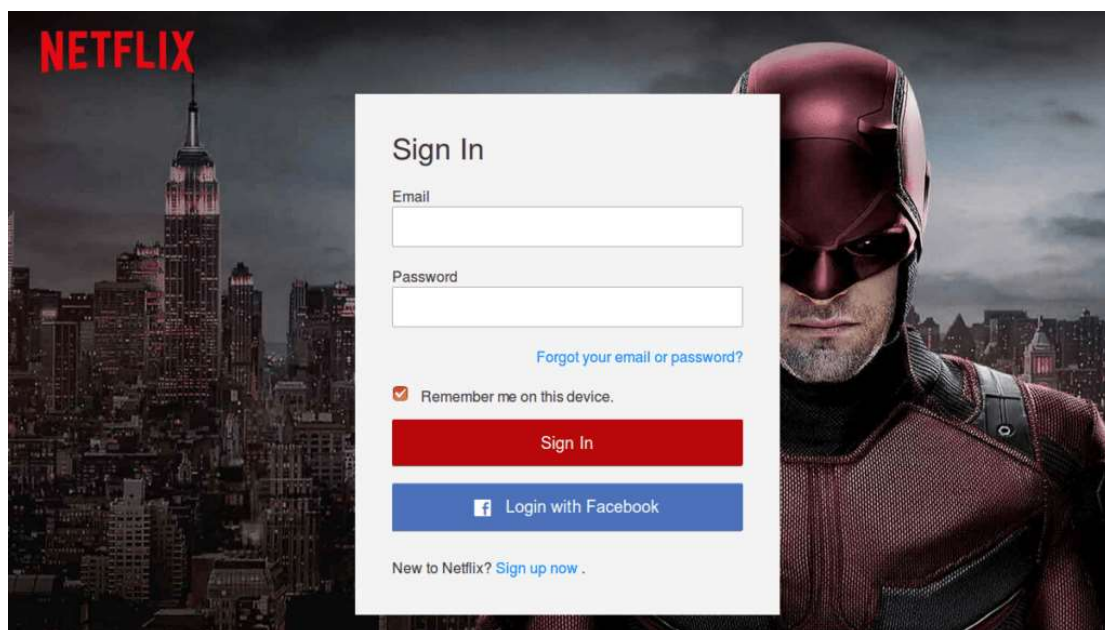 NETFLIX
Sign In
Email
Password
Forgot your email or password?
Remember me on this device.
Sign In
Login with Facebook
New to Netflix? Sign up now .